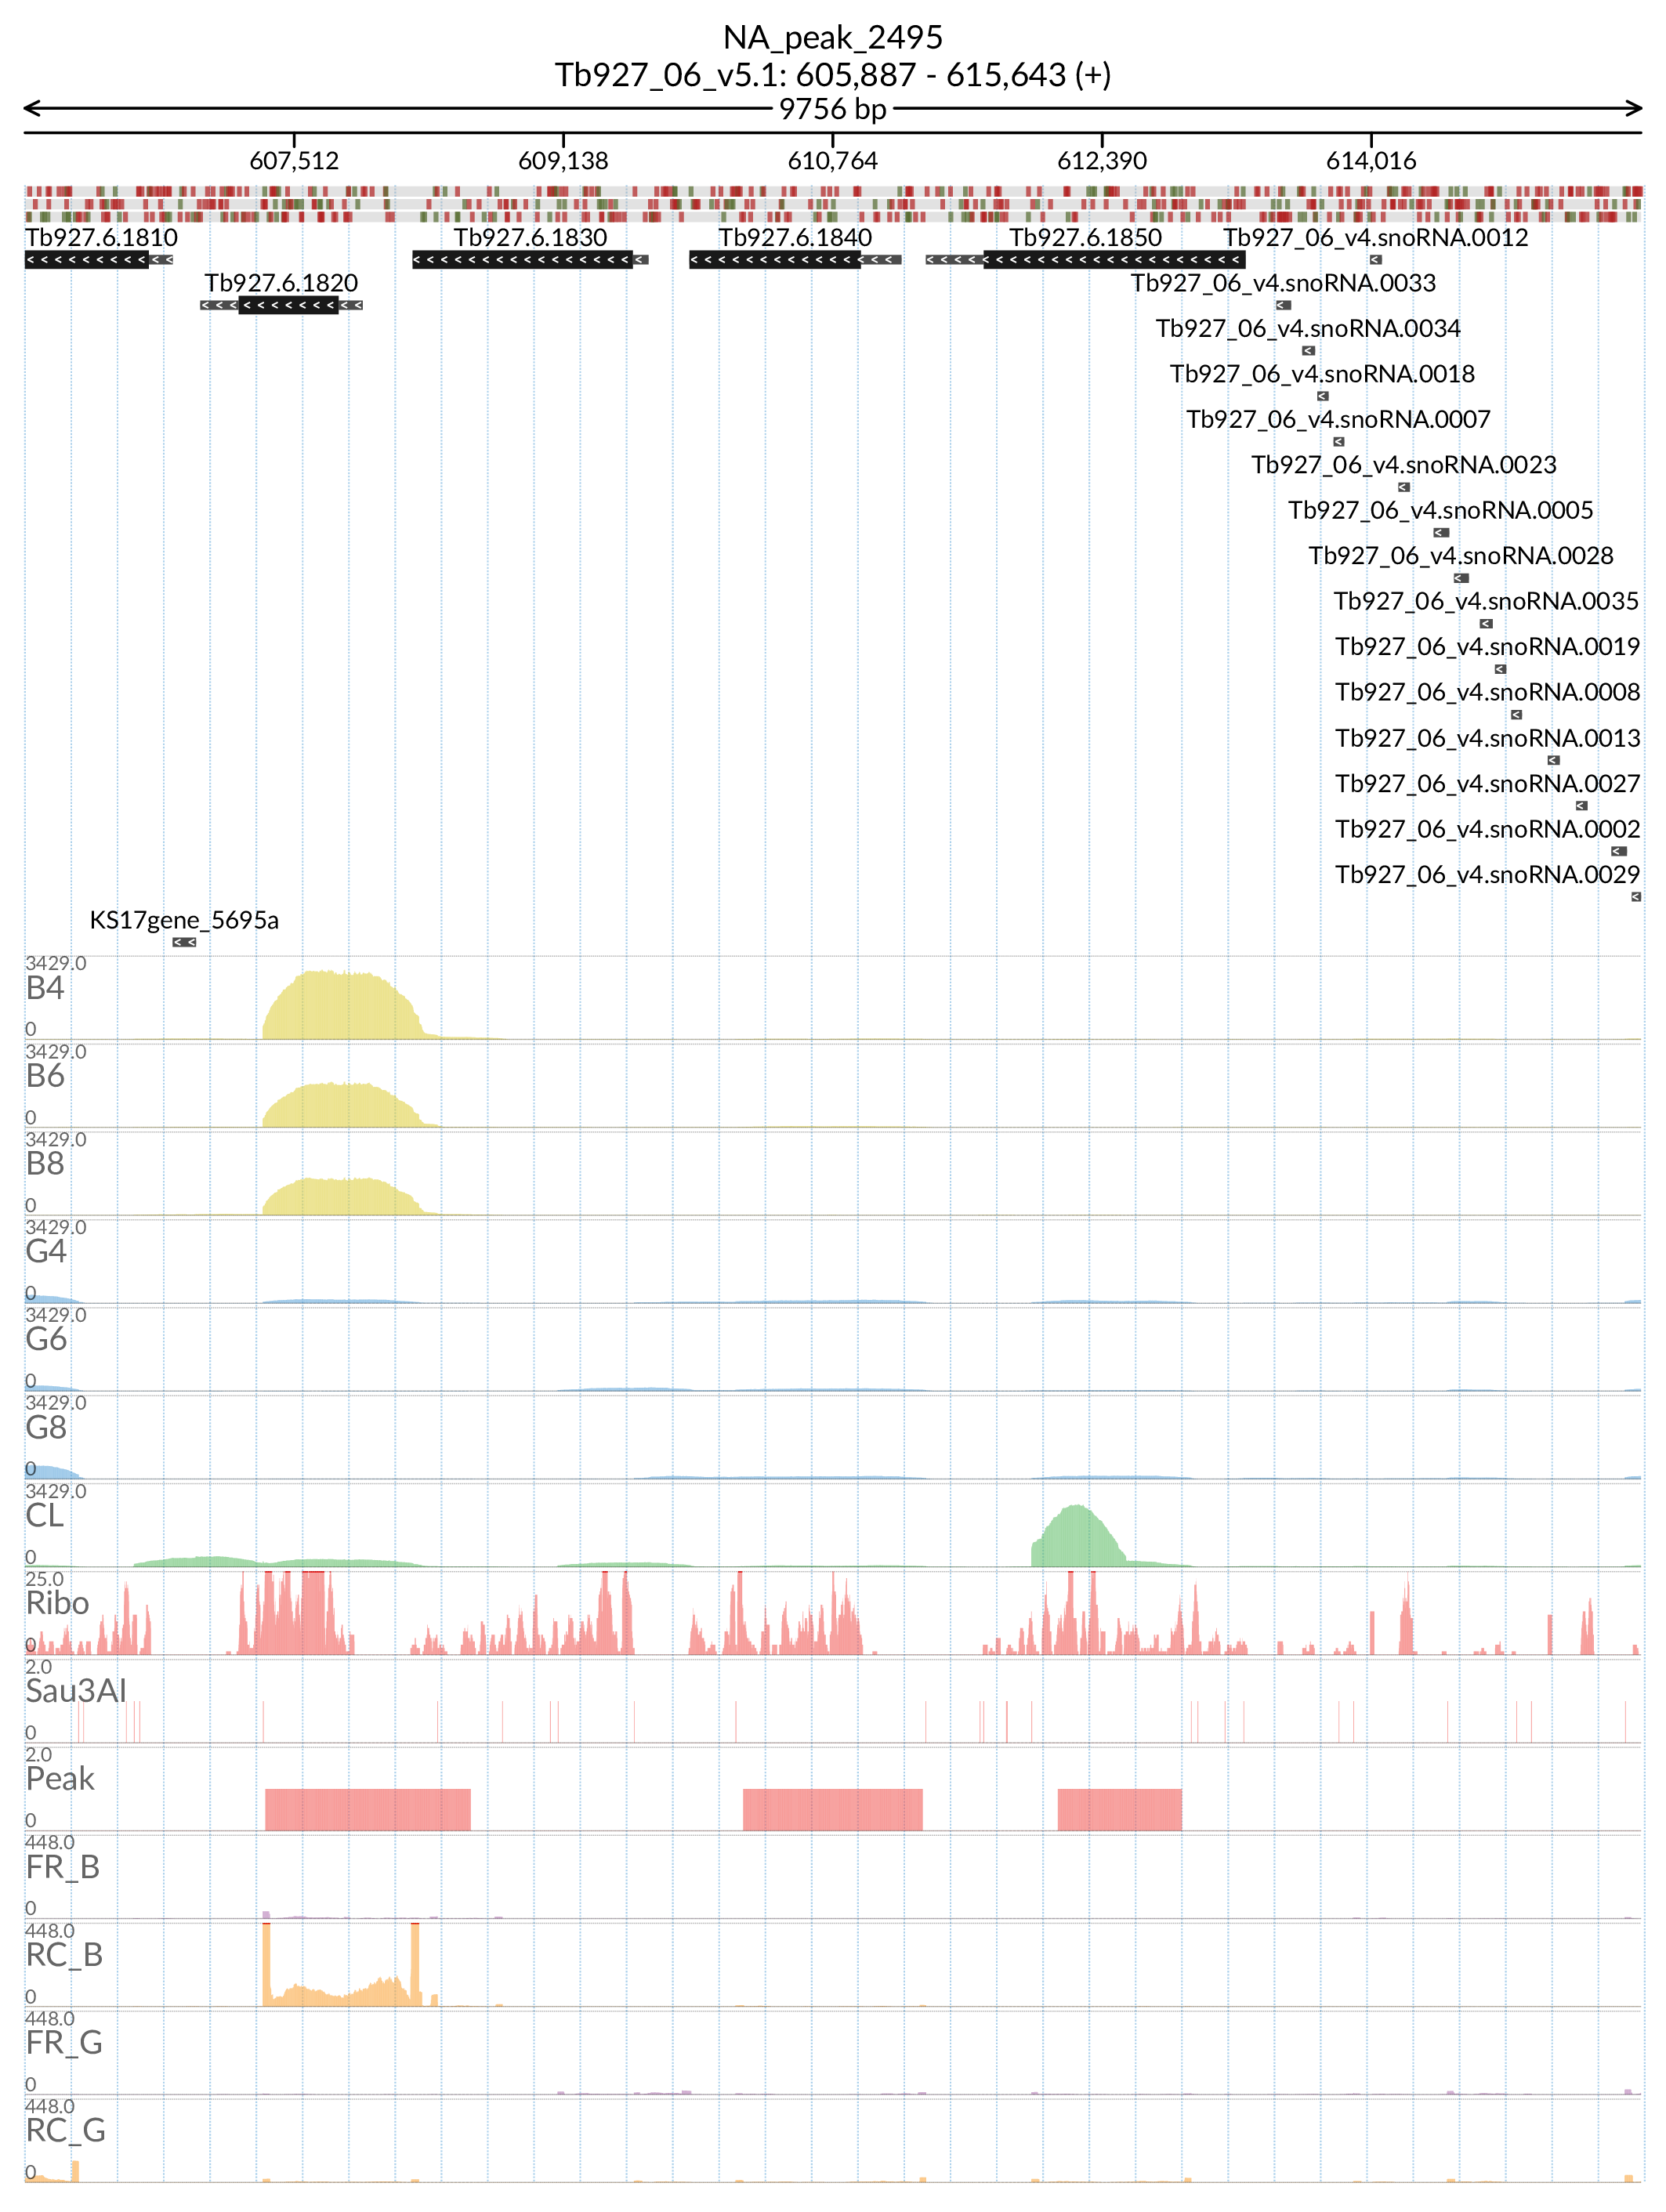 NA_peak_2495
Tb927_06_v5.1: 605,887 - 615,643 (+)
9756 bp
607,512 609,138 610,764 612,390 614,016
Tb927.6.1810 Tb927.6.1830 Tb927.6.1840 Tb927.6.1850 Tb927_06_v4.snoRNA.0012
Tb927.6.1820 Tb927_06_v4.snoRNA.0033
Tb927_06_v4.snoRNA.0034
Tb927_06_v4.snoRNA.0018
Tb927_06_v4.snoRNA.0007
Tb927_06_v4.snoRNA.0023
Tb927_06_v4.snoRNA.0005
Tb927_06_v4.snoRNA.0028
Tb927_06_v4.snoRNA.0035
Tb927_06_v4.snoRNA.0019
Tb927_06_v4.snoRNA.0008
Tb927_06_v4.snoRNA.0013
Tb927_06_v4.snoRNA.0027
Tb927_06_v4.snoRNA.0002
Tb927_06_v4.snoRNA.0029
KS17gene_5695a
3429.0
B4
0
3429.0
B6
0
3429.0
B8
0
3429.0
G4
0
3429.0
G6
0
3429.0
G8
0
3429.0
CL
0
25.0
Ribo
0
2.0
Sau3AI
0
2.0
Peak
0
448.0
FR_B
0
448.0
RC_B
0
448.0
FR_G
0
448.0
RC_G
0